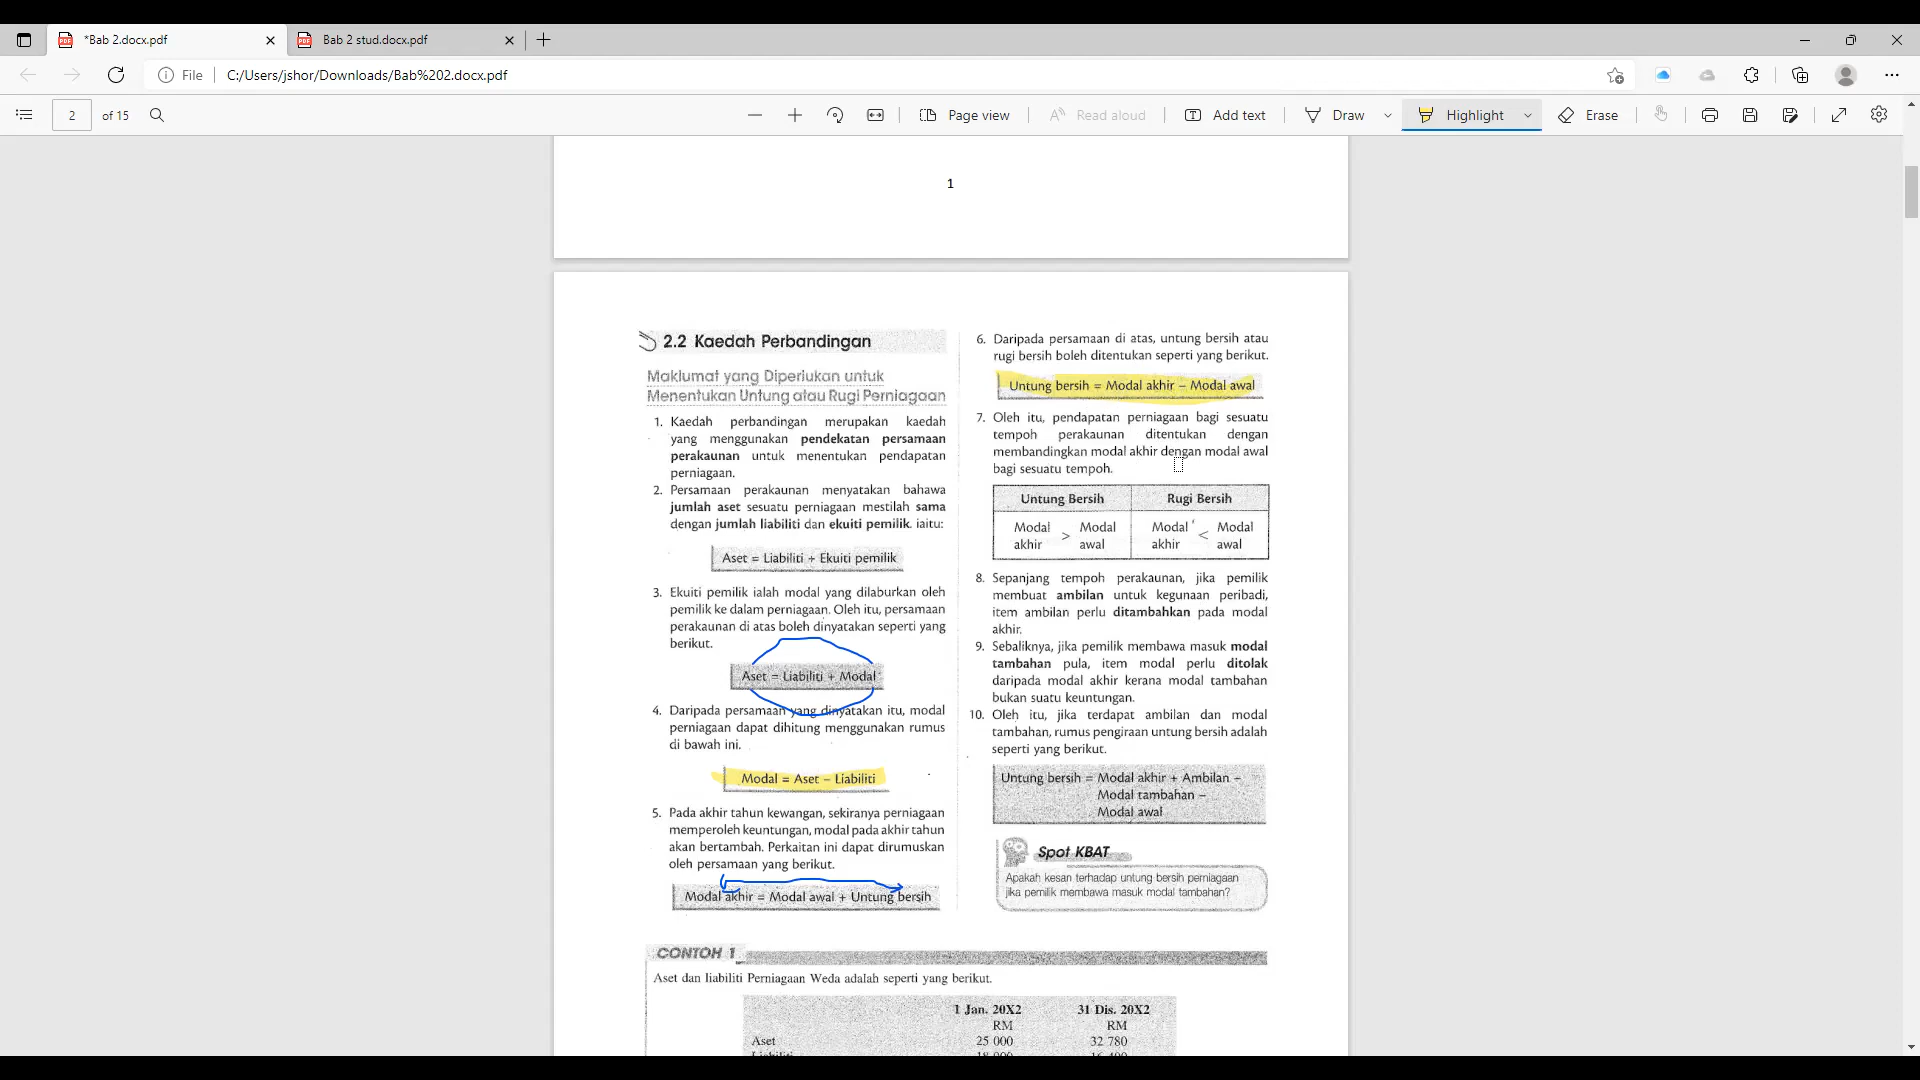 *Bab 2.docx.pdf
Bab 2 stud.docx.pdf
File
C:/Users/jshor/Downloads/Bab%202.docx.pdf
2 of 15
Page view
Read aloud
Add text
Draw
Highlight
Erase
1
2.2 Kaedah Perbandingan
Maklumat yang Diperlukan untuk
Menentukan Untung atau Rugi Perniagaan
1. Kaedah perbandingan merupakan kaedah
yang menggunakan pendekatan persamaan
perakaunan untuk menentukan pendapatan
perniagaan.
2. Persamaan perakaunan menyatakan bahawa
jumlah aset sesuatu perniagaan mestilah sama
dengan jumlah liabiliti dan ekuiti pemilik. iaitu:
Aset = Liabiliti + Ekuiti pemilik
3. Ekuiti pemilik ialah modal yang dilaburkan oleh
pemilik ke dalam perniagaan. Oleh itu, persamaan
perakaunan di atas boleh dinyatakan seperti yang
berikut.
Aset = Liabiliti + Modal
4. Daripada persamaan yang dinyatakan itu, modal
perniagaan dapat dihitung menggunakan rumus
di bawah ini.
Modal = Aset – Liabiliti
5. Pada akhir tahun kewangan, sekiranya perniagaan
memperoleh keuntungan, modal pada akhir tahun
akan bertambah. Perkaitan ini dapat dirumuskan
oleh persamaan yang berikut.
Modal akhir = Modal awal + Untung bersih
6. Daripada persamaan di atas, untung bersih atau
rugi bersih boleh ditentukan seperti yang berikut.
Untung bersih = Modal akhir – Modal awal
7. Oleh itu, pendapatan perniagaan bagi sesuatu
tempoh perakaunan ditentukan dengan
membandingkan modal akhir dengan modal awal
bagi sesuatu tempoh.
Untung Bersih Rugi Bersih
Modal akhir > Modal awal
Modal akhir < Modal awal
8. Sepanjang tempoh perakaunan, jika pemilik
membuat ambilan untuk kegunaan peribadi,
item ambilan perlu ditambahkan pada modal
akhir.
9. Sebaliknya, jika pemilik membawa masuk modal
tambahan pula, item modal perlu ditolak
daripada modal akhir kerana modal tambahan
bukan suatu keuntungan.
10. Oleh itu, jika terdapat ambilan dan modal
tambahan, rumus pengiraan untung bersih adalah
seperti yang berikut.
Untung bersih = Modal akhir + Ambilan –
Modal tambahan –
Modal awal
Spot KBAT
Apakah kesan terhadap untung bersih perniagaan
jika pemilik membawa masuk modal tambahan?
CONTOH 1
Aset dan liabiliti Perniagaan Weda adalah seperti yang berikut.
1 Jan. 20X2 31 Dis. 20X2
RM RM
Aset 25 000 32 780